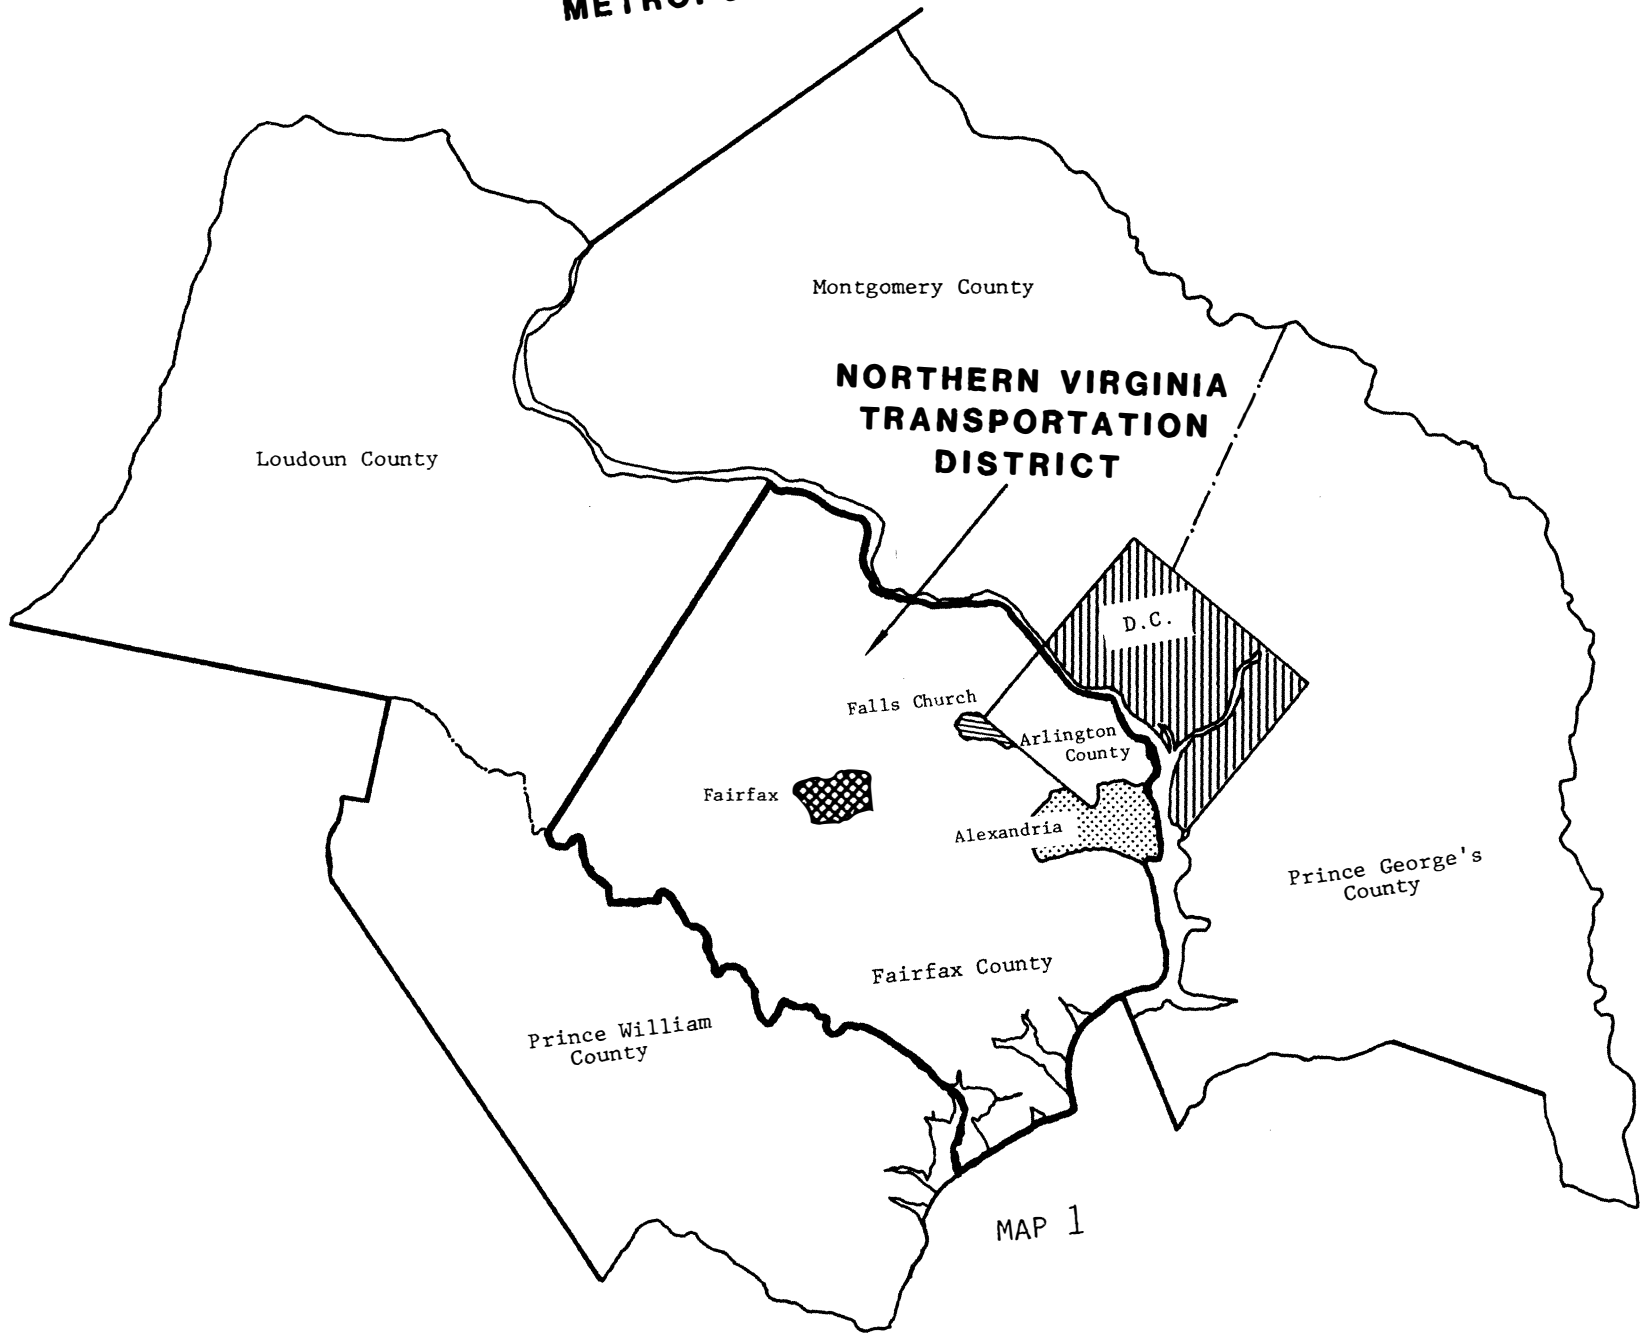 Montgomery County
NORTHERN VIRGINIA
TRANSPORTATION
DISTRICT
Loudoun County
D.C.
Falls Church
Arlington
County
Fairfax
Alexandria
Prince George's
County
Fairfax County
Prince William
County
MAP 1